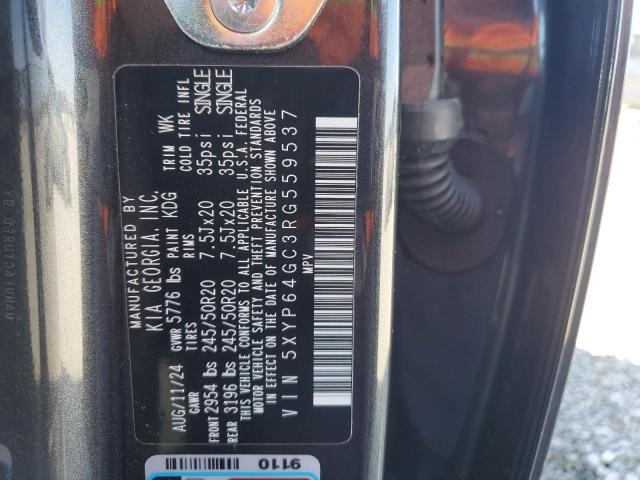 MANUFACTURED BY
KIA GEORGIA, INC.
AUG/11/24 GVWR 5776 lbs PAINT KDG TRIM WK
GAWR TIRES RIMS COLD TIRE INFL
FRONT 2954 lbs 245/50R20 7.5Jx20 35psi SINGLE
REAR 3196 lbs 245/50R20 7.5Jx20 35psi SINGLE
THIS VEHICLE CONFORMS TO ALL APPLICABLE U.S.A. FEDERAL
MOTOR VEHICLE SAFETY AND THEFT PREVENTION STANDARDS
IN EFFECT ON THE DATE OF MANUFACTURE SHOWN ABOVE
VIN 5XYP64GC3RG559537
MPV
9110